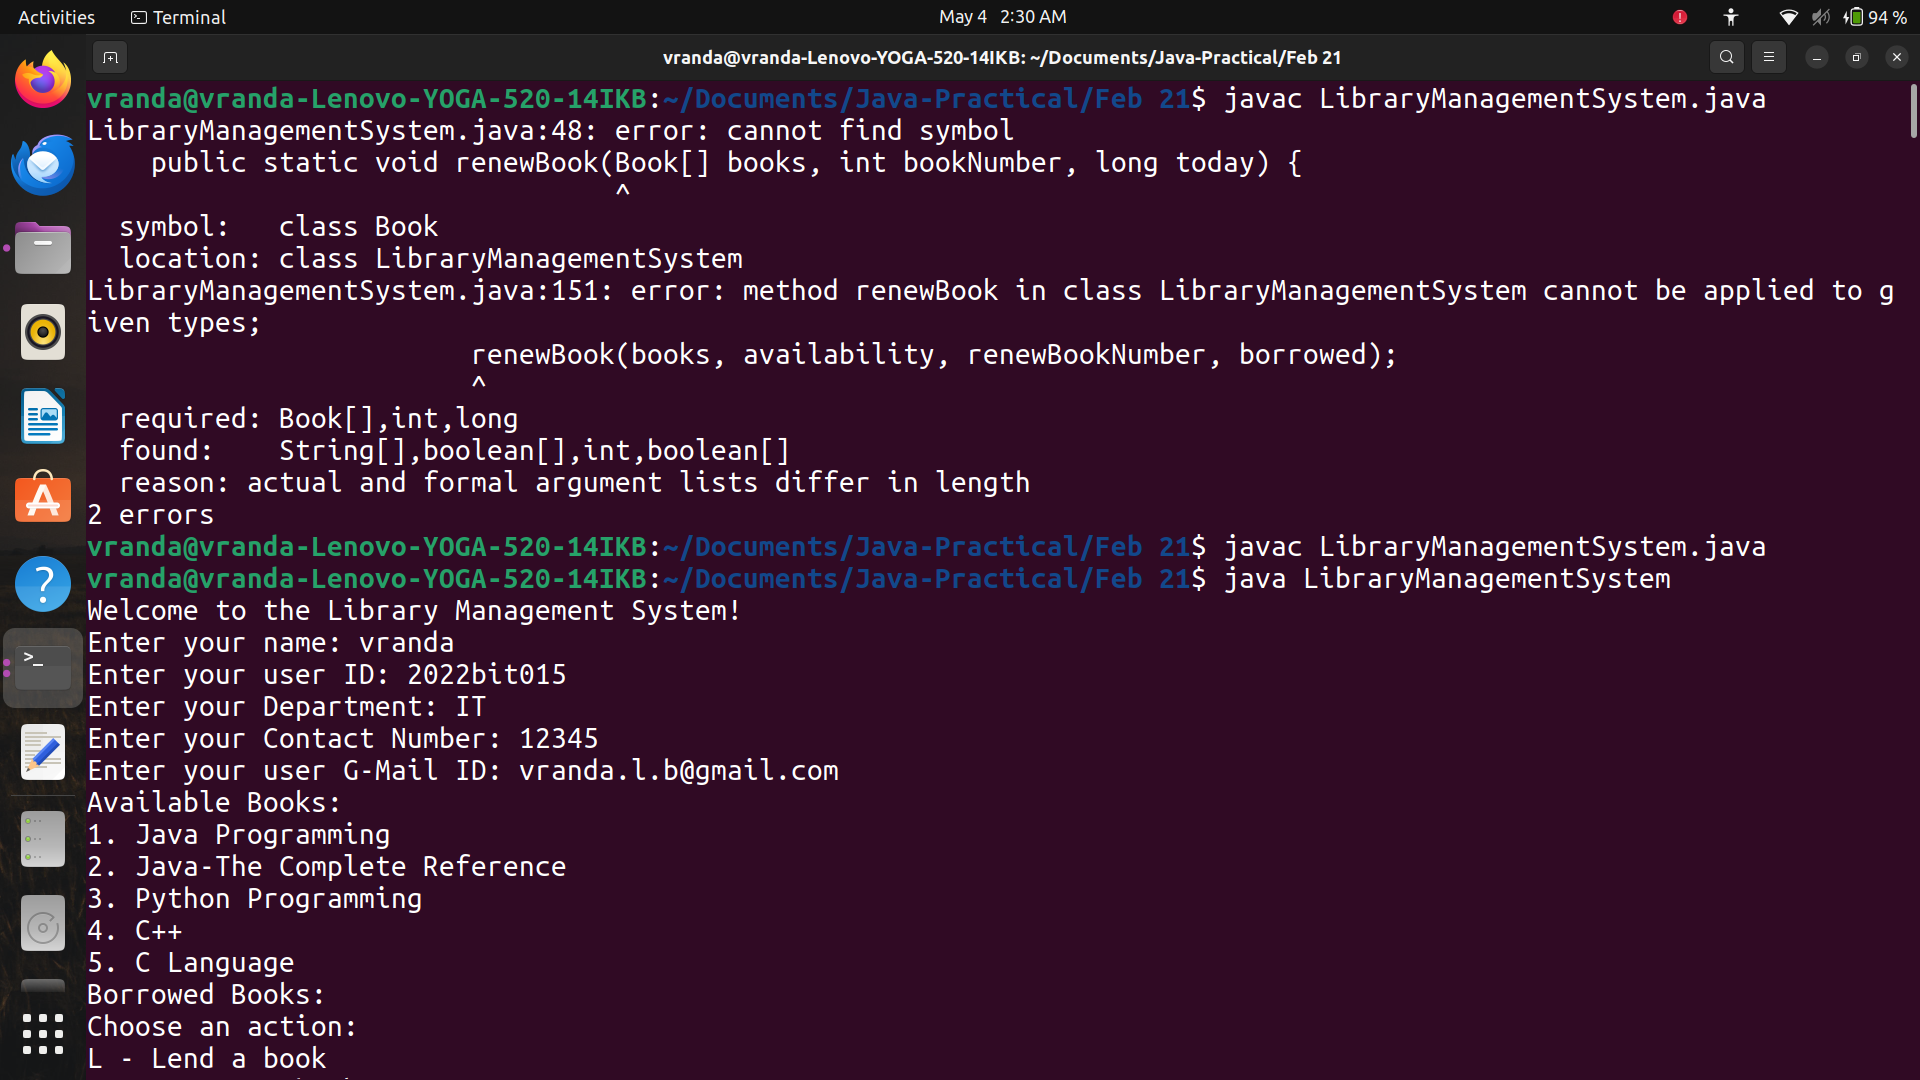 Activities Terminal May 4 2:30 AM 94 %
vranda@vranda-Lenovo-YOGA-520-14IKB: ~/Documents/Java-Practical/Feb 21
vranda@vranda-Lenovo-YOGA-520-14IKB:~/Documents/Java-Practical/Feb 21$ javac LibraryManagementSystem.java
LibraryManagementSystem.java:48: error: cannot find symbol
    public static void renewBook(Book[] books, int bookNumber, long today) {
                                 ^
  symbol:   class Book
  location: class LibraryManagementSystem
LibraryManagementSystem.java:151: error: method renewBook in class LibraryManagementSystem cannot be applied to g
iven types;
                        renewBook(books, availability, renewBookNumber, borrowed);
                        ^
  required: Book[],int,long
  found:    String[],boolean[],int,boolean[]
  reason: actual and formal argument lists differ in length
2 errors
vranda@vranda-Lenovo-YOGA-520-14IKB:~/Documents/Java-Practical/Feb 21$ javac LibraryManagementSystem.java
vranda@vranda-Lenovo-YOGA-520-14IKB:~/Documents/Java-Practical/Feb 21$ java LibraryManagementSystem
Welcome to the Library Management System!
Enter your name: vranda
Enter your user ID: 2022bit015
Enter your Department: IT
Enter your Contact Number: 12345
Enter your user G-Mail ID: vranda.l.b@gmail.com
Available Books:
1. Java Programming
2. Java-The Complete Reference
3. Python Programming
4. C++
5. C Language
Borrowed Books:
Choose an action:
L - Lend a book